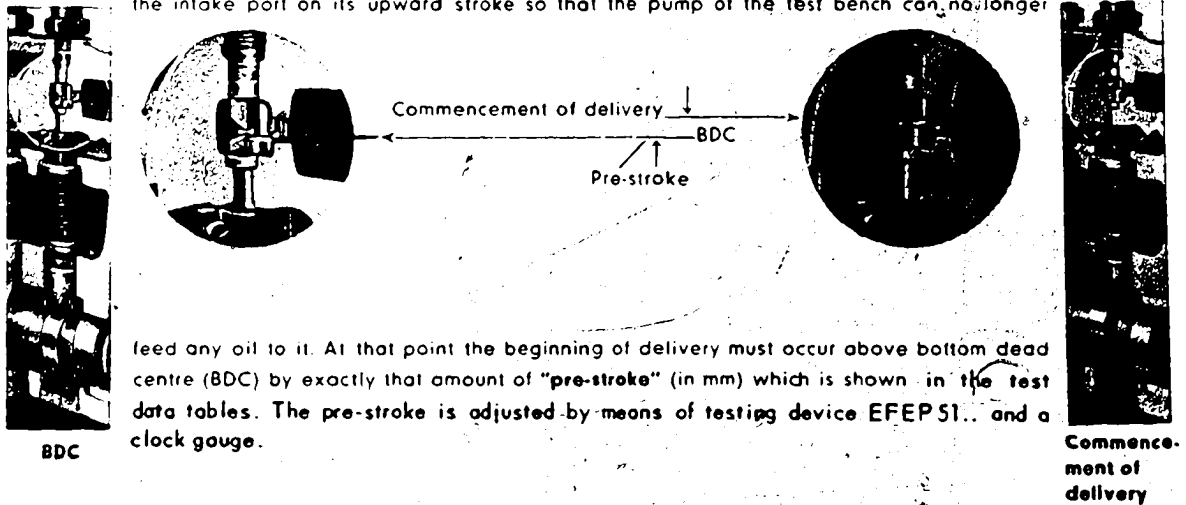 the intake port on its upward stroke so that the pump of the test bench can no longer
Commencement of delivery
BDC
Pre-stroke
feed any oil to it. At that point the beginning of delivery must occur above bottom dead
centre (BDC) by exactly that amount of "pre-stroke" (in mm) which is shown in the test
data tables. The pre-stroke is adjusted by means of testing device EFEP 51.. and a
clock gauge.
BDC
Commence-
ment of
delivery